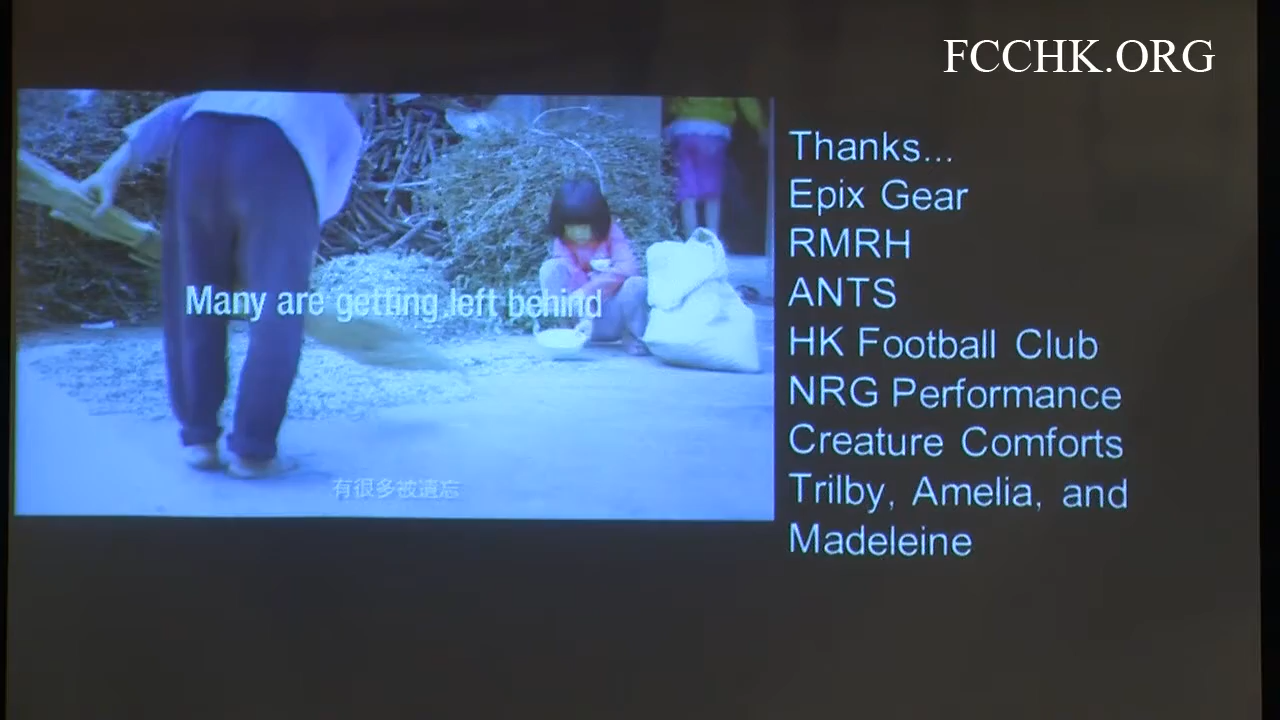 FCCHK.ORG
Many are getting left behind
有很多被遺忘
Thanks...
Epix Gear
RMRH
ANTS
HK Football Club
NRG Performance
Creature Comforts
Trilby, Amelia, and
Madeleine